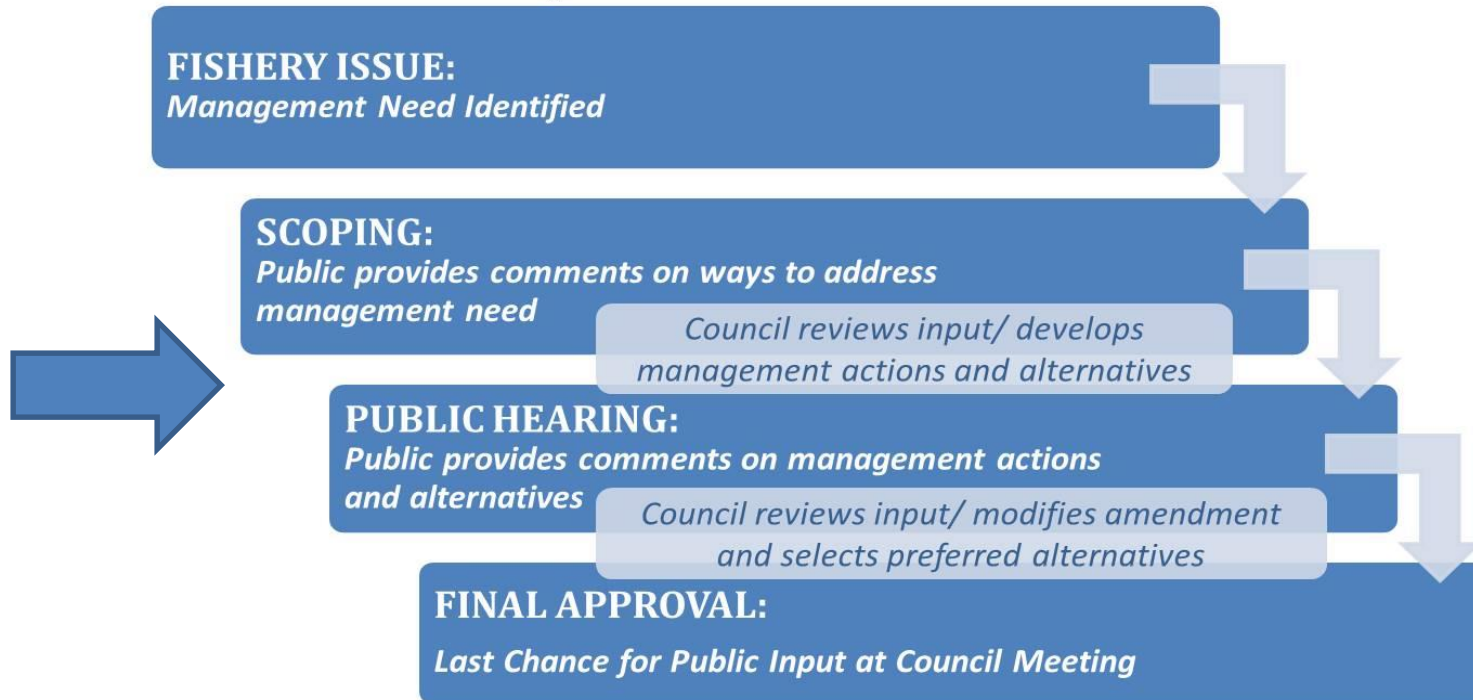 FISHERY ISSUE:
Management Need Identified
SCOPING:
Public provides comments on ways to address
management need
Council reviews input/ develops
management actions and alternatives
PUBLIC HEARING:
Public provides comments on management actions
and alternatives
Council reviews input/ modifies amendment
and selects preferred alternatives
FINAL APPROVAL:
Last Chance for Public Input at Council Meeting